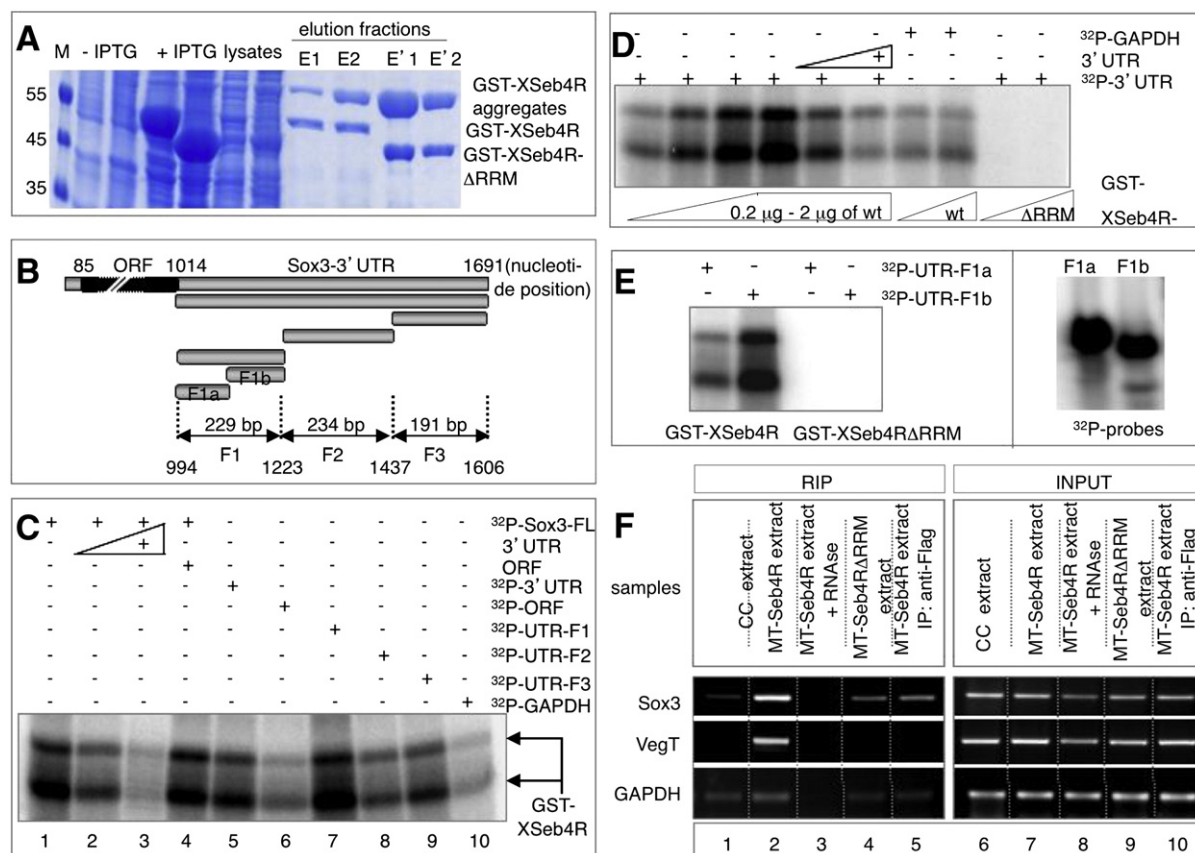 A
elution fractions
M - IPTG + IPTG lysates E1 E2 E'1 E'2
55
45
35
GST-XSeb4R
aggregates
GST-XSeb4R
GST-XSeb4R-
ΔRRM
B
85 ORF 1014 Sox3-3'UTR 1691 (nucleoti-
de position)
F1b
F1a
229 bp 234 bp 191 bp
F1 F2 F3
994 1223 1437 1606
C
+ + + + - - - - - - ³²P-Sox3-FL
- + - - - - - - - 3'UTR
- - - + - - - - - - ORF
- - - - + - - - - - ³²P-3'UTR
- - - - - + - - - - ³²P-ORF
- - - - - - + - - - ³²P-UTR-F1
- - - - - - - + - - ³²P-UTR-F2
- - - - - - - - + - ³²P-UTR-F3
- - - - - - - - - + ³²P-GAPDH
GST-
XSeb4R
1 2 3 4 5 6 7 8 9 10
D
- - - - - - + + - - ³²P-GAPDH
- - - - + - - - - 3'UTR
+ + + + + + - - + + ³²P-3'UTR
0.2 µg - 2 µg of wt wt ΔRRM
GST-
XSeb4R-
E
+ - + - ³²P-UTR-F1a
- + - + ³²P-UTR-F1b
GST-XSeb4R GST-XSeb4RΔRRM
F1a F1b
³²P-probes
F
RIP INPUT
samples
CC extract
MT-Seb4R extract
MT-Seb4R extract
+ RNAse
MT-Seb4RΔRRM
extract
MT-Seb4R extract
IP: anti-Flag
CC extract
MT-Seb4R extract
MT-Seb4R extract
+ RNAse
MT-Seb4RΔRRM
extract
MT-Seb4R extract
IP: anti-Flag
Sox3
VegT
GAPDH
1 2 3 4 5 6 7 8 9 10